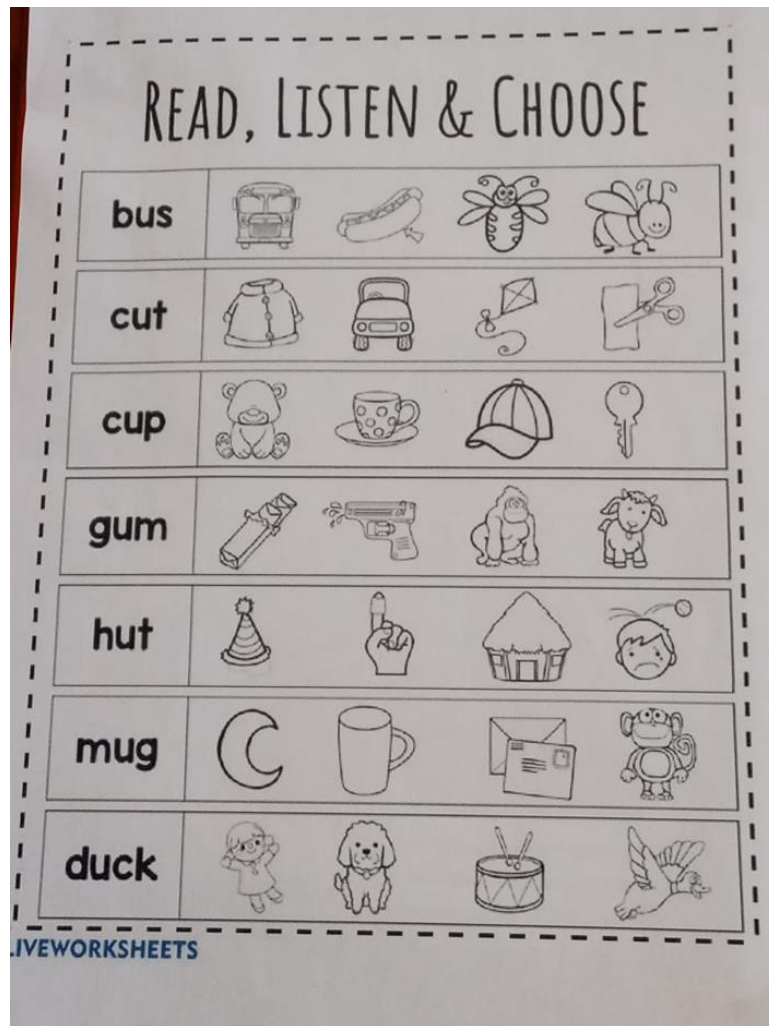 READ, LISTEN & CHOOSE
bus
cut
cup
gum
hut
mug
duck
LIVEWORKSHEETS